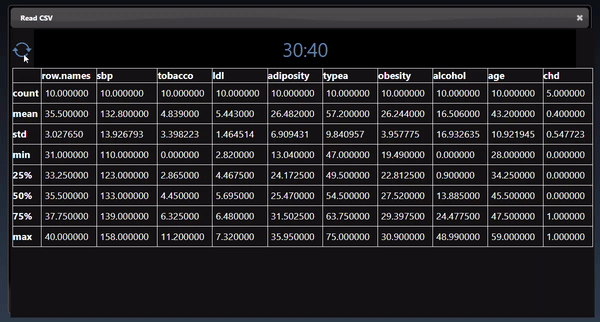 Read CSV
30:40
row.names sbp tobacco ldl adiposity typea obesity alcohol age chd
count 10.000000 10.000000 10.000000 10.000000 10.000000 10.000000 10.000000 10.000000 10.000000 5.000000
mean 35.500000 132.800000 4.839000 5.443000 26.482000 57.200000 26.244000 16.506000 43.200000 0.400000
std 3.027650 13.926793 3.398223 1.464514 6.909431 9.840957 3.957775 16.932635 10.921945 0.547723
min 31.000000 110.000000 0.000000 2.820000 13.040000 47.000000 19.490000 0.000000 28.000000 0.000000
25% 33.250000 123.000000 2.865000 4.467500 24.172500 49.500000 22.812500 0.900000 34.250000 0.000000
50% 35.500000 133.000000 4.450000 5.695000 25.470000 54.500000 27.520000 13.885000 45.500000 0.000000
75% 37.750000 139.000000 6.325000 6.480000 31.502500 63.750000 29.397500 24.477500 47.500000 1.000000
max 40.000000 158.000000 11.200000 7.320000 35.950000 75.000000 30.900000 48.990000 59.000000 1.000000